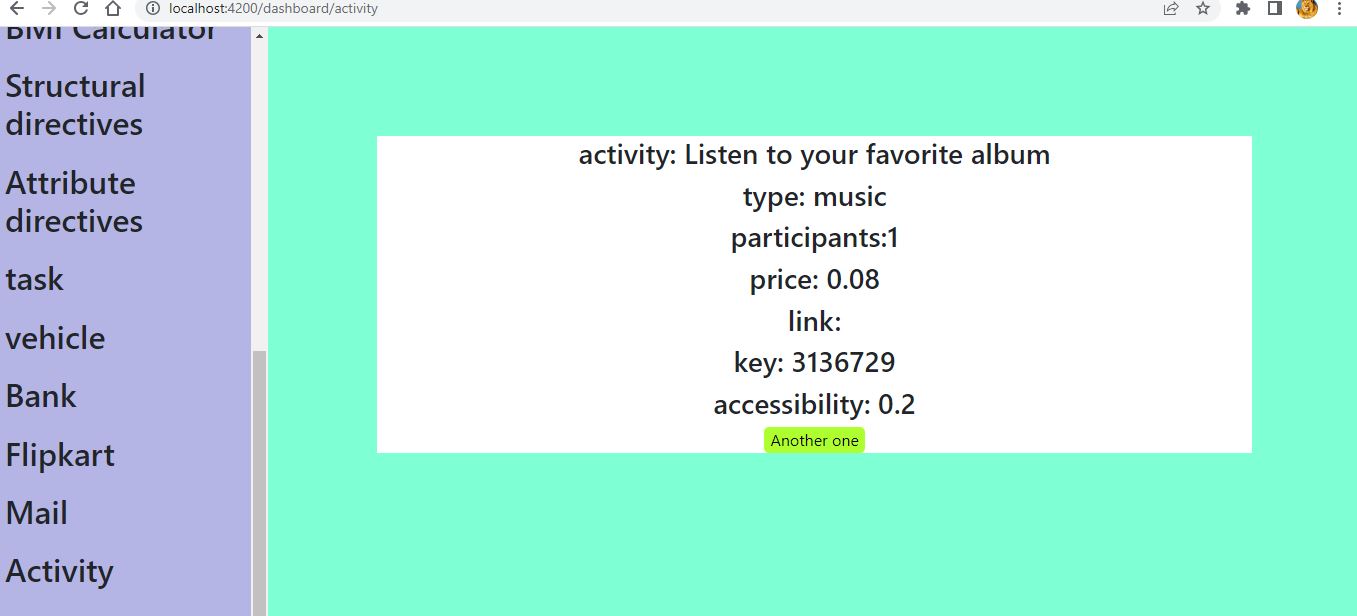 localhost:4200/dashboard/activity
BMI Calculator
Structural
directives
Attribute
directives
task
vehicle
Bank
Flipkart
Mail
Activity
activity: Listen to your favorite album
type: music
participants:1
price: 0.08
link:
key: 3136729
accessibility: 0.2
Another one